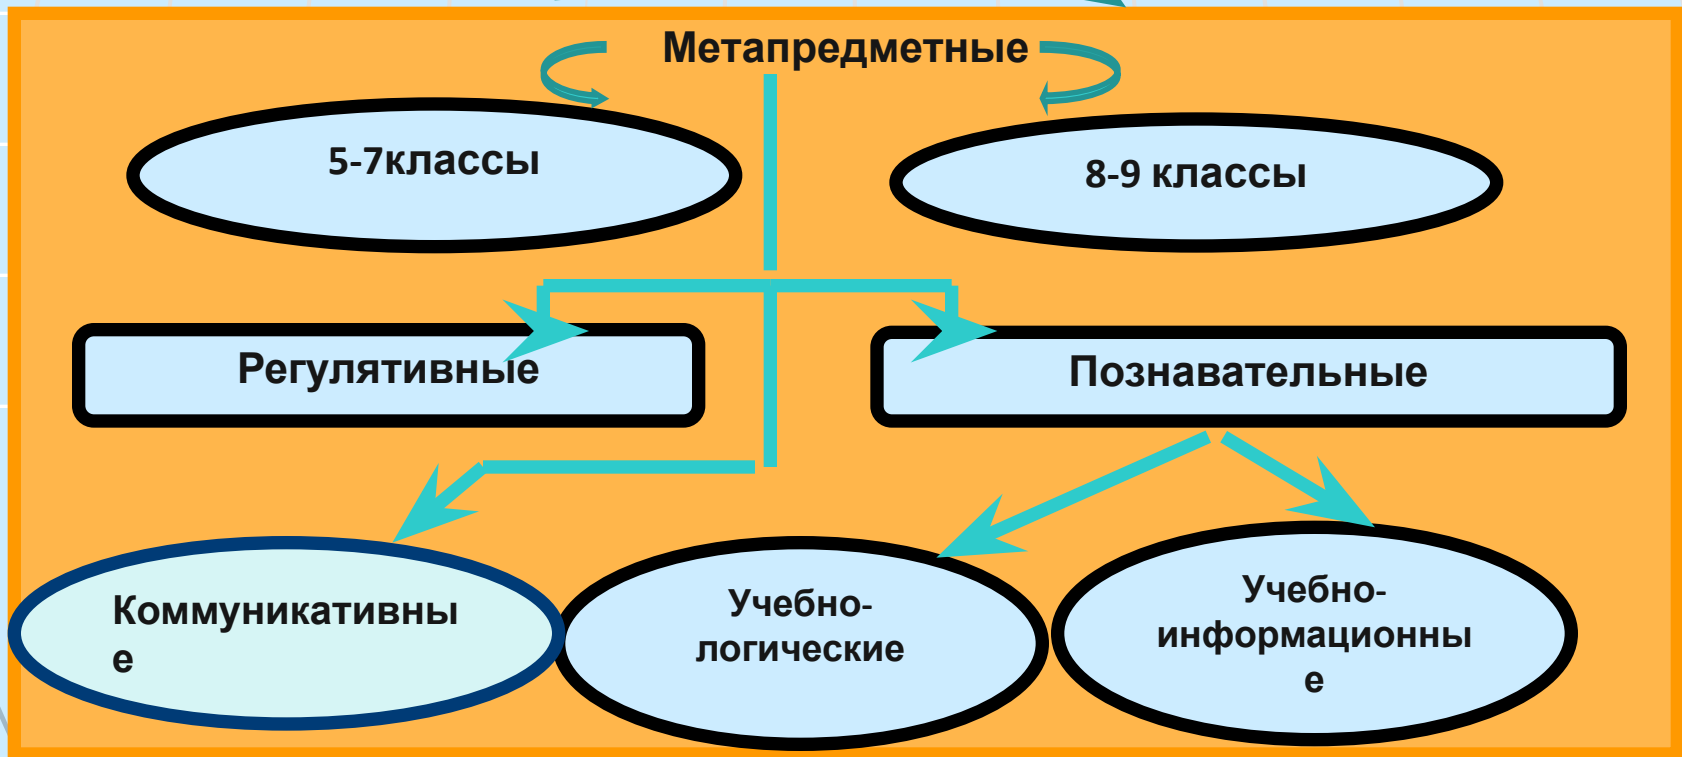 Метапредметные
5-7классы
8-9 классы
Регулятивные
Познавательные
Коммуникативны
е
Учебно-
логические
Учебно-
информационны
е